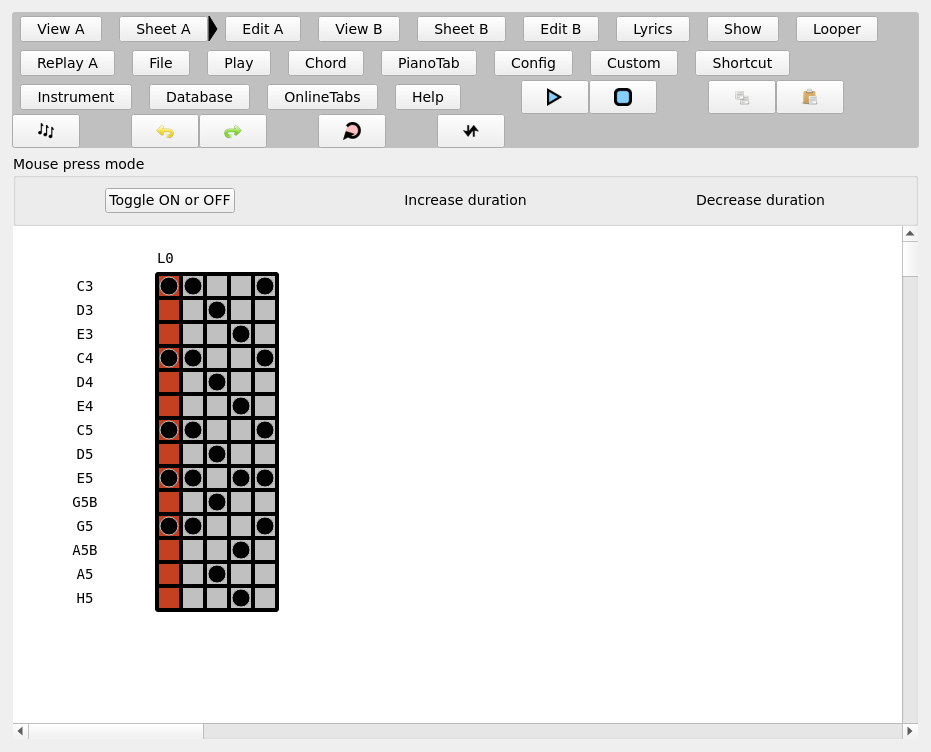 View A Sheet A Edit A View B Sheet B Edit B Lyrics Show Looper
RePlay A File Play Chord PianoTab Config Custom Shortcut
Instrument Database OnlineTabs Help
Mouse press mode
Toggle ON or OFF Increase duration Decrease duration
L0
C3
D3
E3
C4
D4
E4
C5
D5
E5
G5B
G5
A5B
A5
H5